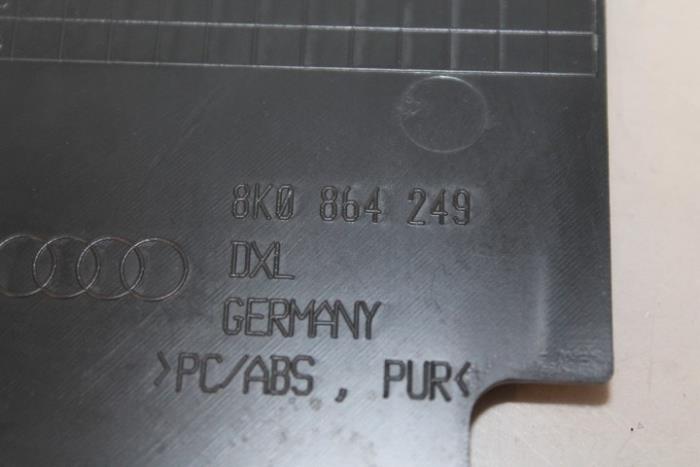 8K0 864 249
DXL
GERMANY
>PC/ABS , PUR<